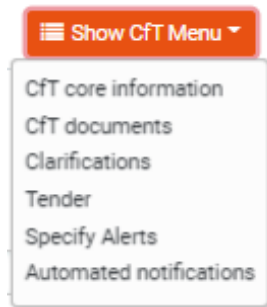 Show CfT Menu
CfT core information
CfT documents
Clarifications
Tender
Specify Alerts
Automated notifications